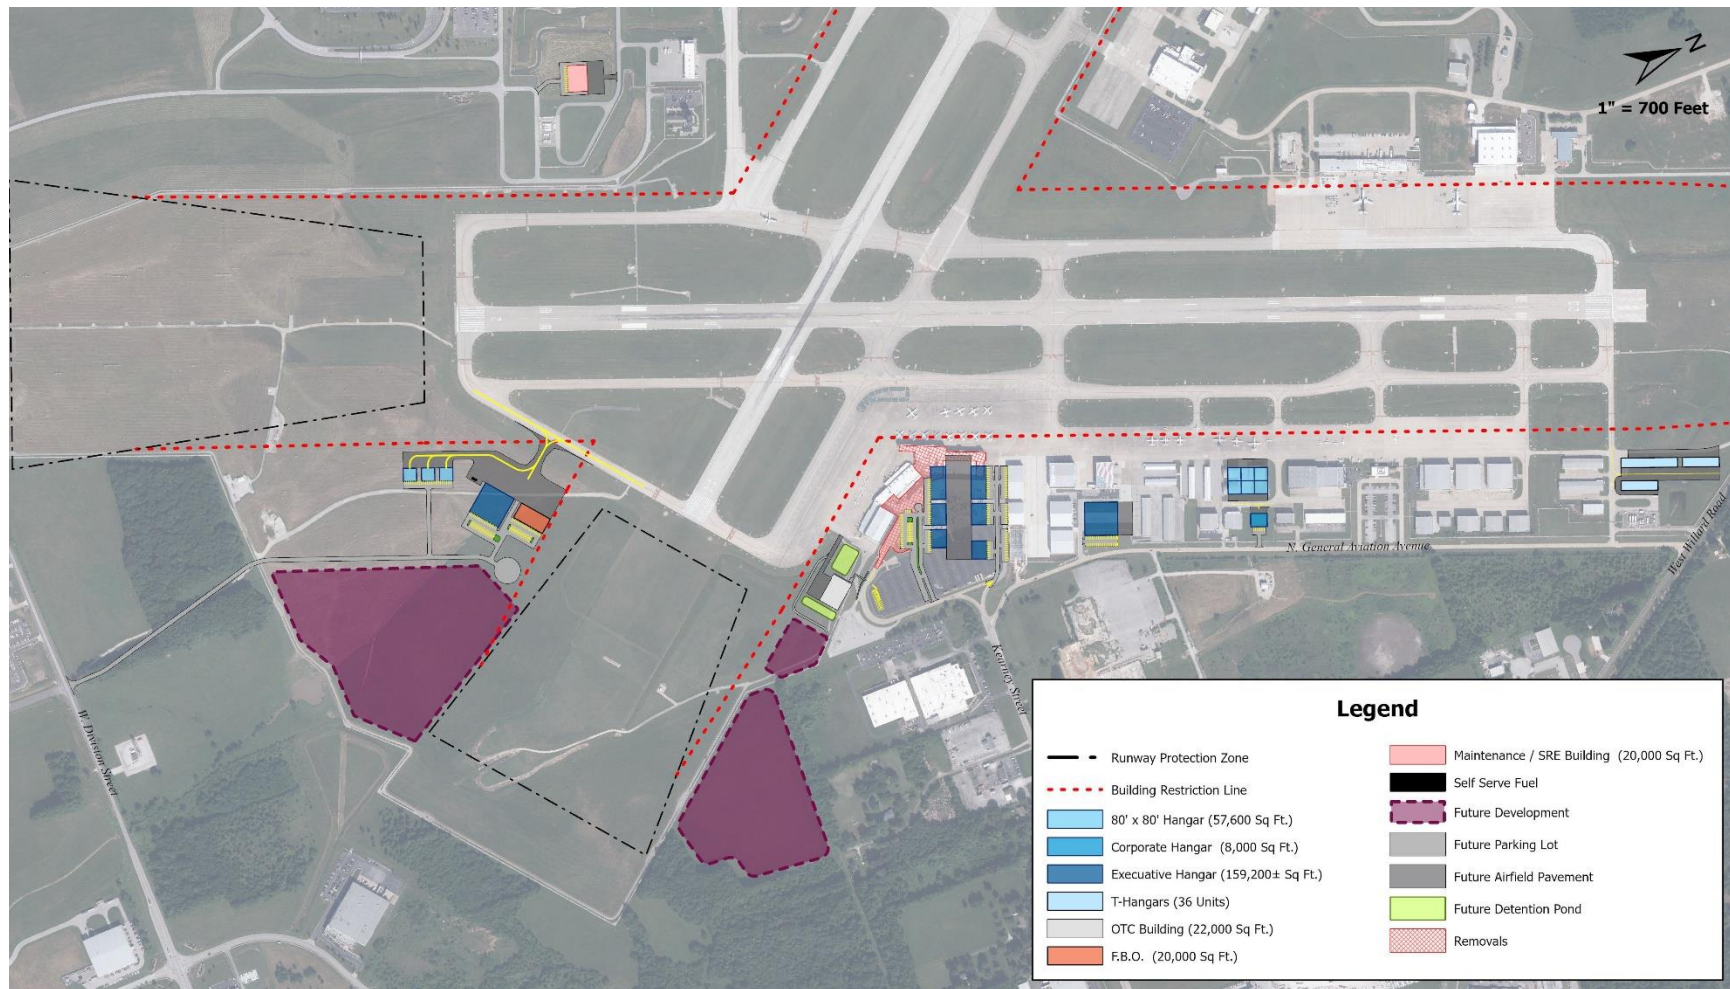 N
1" = 700 Feet
N. General Aviation Avenue
West Willard Road
Kearney Street
W. Division Street
Legend
Runway Protection Zone
Building Restriction Line
80' x 80' Hangar (57,600 Sq Ft.)
Corporate Hangar (8,000 Sq Ft.)
Execuative Hangar (159,200± Sq Ft.)
T-Hangars (36 Units)
OTC Building (22,000 Sq Ft.)
F.B.O. (20,000 Sq Ft.)
Maintenance / SRE Building (20,000 Sq Ft.)
Self Serve Fuel
Future Development
Future Parking Lot
Future Airfield Pavement
Future Detention Pond
Removals